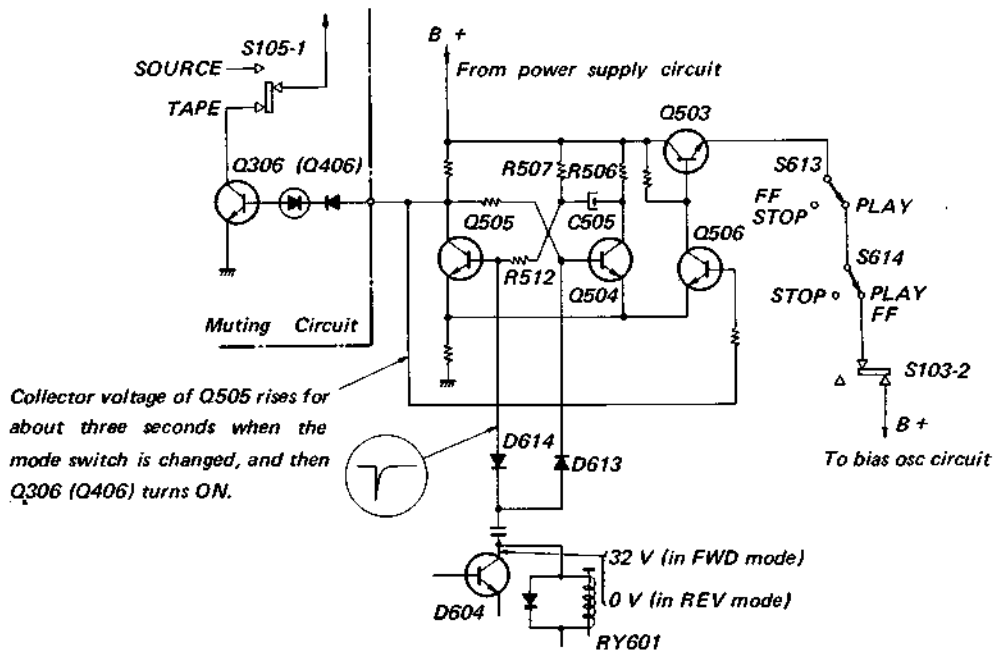 S105-1
SOURCE
TAPE
Q306 (Q406)
Muting Circuit
B +
From power supply circuit
Q503
R507
R506
Q505
C505
R512
Q504
Q506
S613
FF
STOP
PLAY
S614
STOP
PLAY
FF
S103-2
B +
To bias osc circuit
Collector voltage of Q505 rises for
about three seconds when the
mode switch is changed, and then
Q306 (Q406) turns ON.
D614
D613
32 V (in FWD mode)
0 V (in REV mode)
D604
RY601